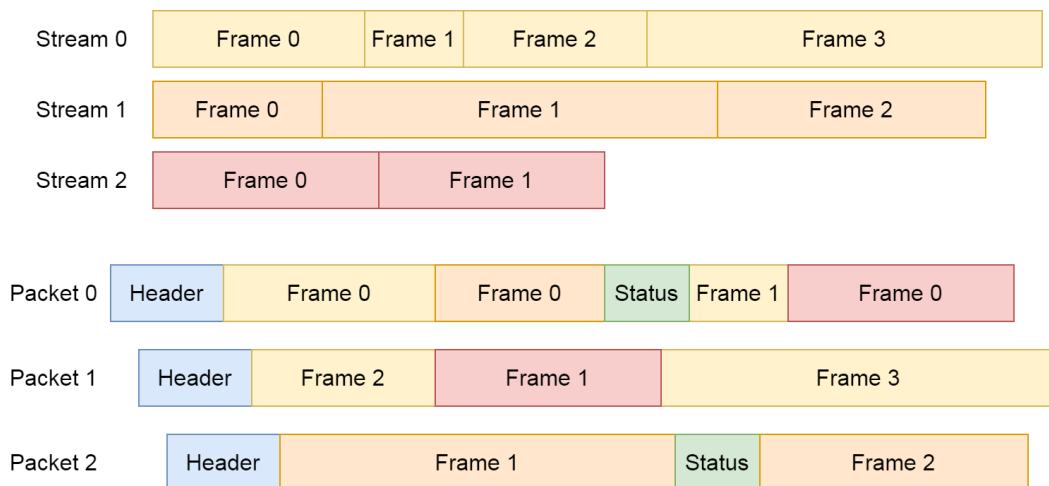 Stream 0 Frame 0 Frame 1 Frame 2 Frame 3
Stream 1 Frame 0 Frame 1 Frame 2
Stream 2 Frame 0 Frame 1
Packet 0 Header Frame 0 Frame 0 Status Frame 1 Frame 0
Packet 1 Header Frame 2 Frame 1 Frame 3
Packet 2 Header Frame 1 Status Frame 2